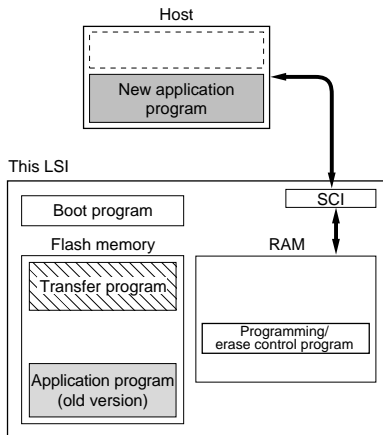 Host
New application
program
This LSI
SCI
Boot program
Flash memory
RAM
Transfer program
Programming/
erase control program
Application program
(old version)